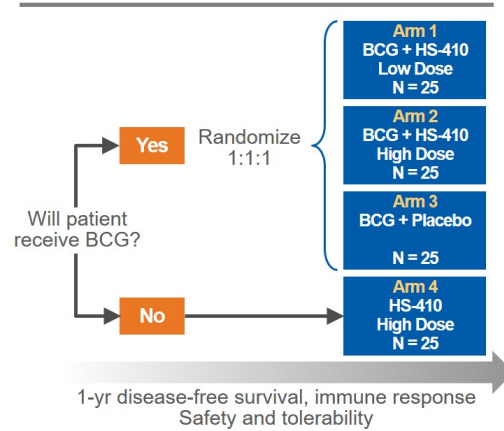 Arm 1
BCG + HS-410
Low Dose
N = 25
Arm 2
BCG + HS-410
High Dose
N = 25
Yes
Randomize
1:1:1
Arm 3
BCG + Placebo
N = 25
Will patient
receive BCG?
No
Arm 4
HS-410
High Dose
N = 25
1-yr disease-free survival, immune response
Safety and tolerability